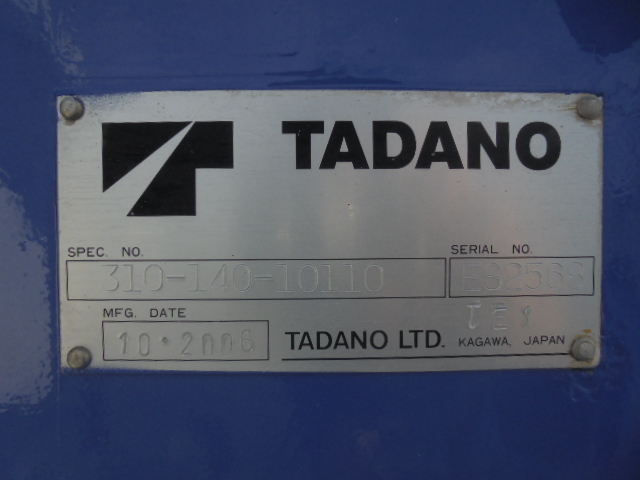 TADANO
SPEC. NO.
310-140-10110
SERIAL NO.
MFG. DATE
10·2006
TADANO LTD.
KAGAWA, JAPAN